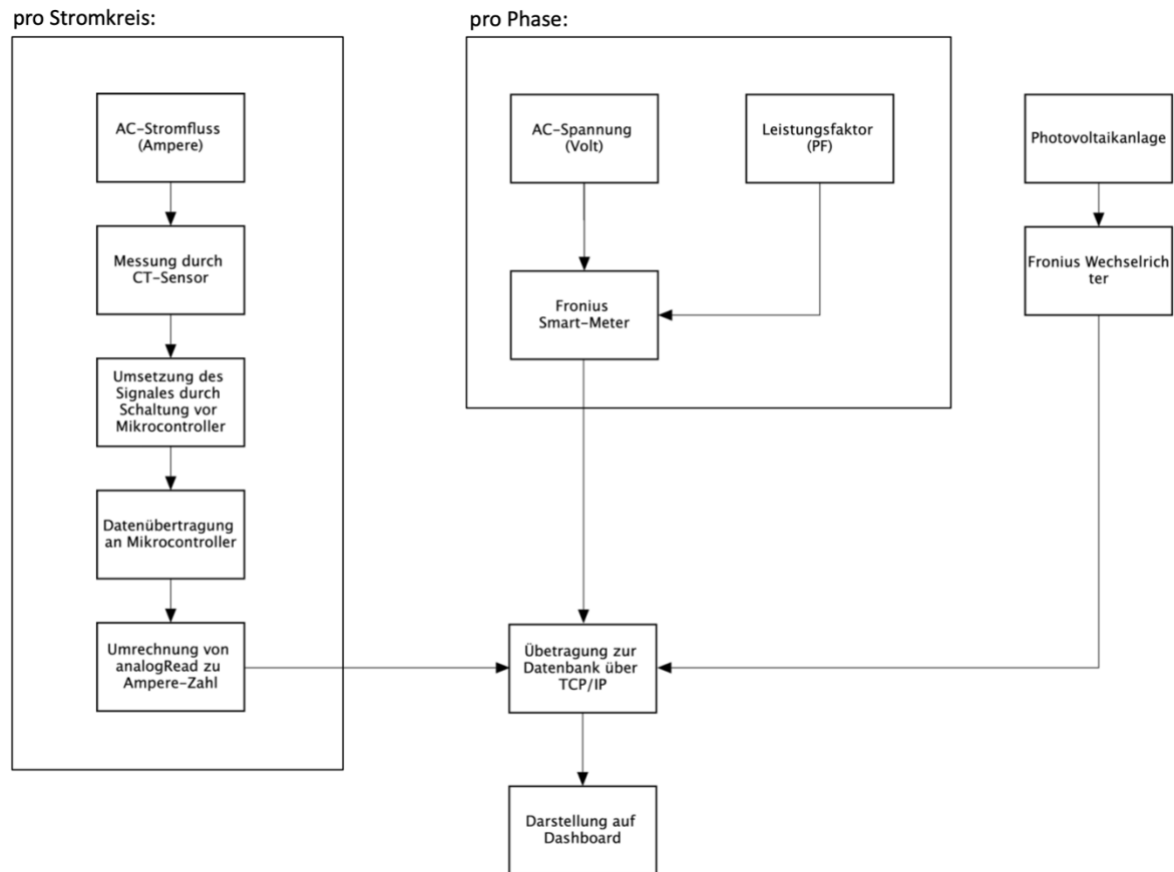 pro Stromkreis:
AC-Stromfluss
(Ampere)
Messung durch
CT-Sensor
Umsetzung des
Signales durch
Schaltung vor
Mikrocontroller
Datenübertragung
an Mikrocontroller
Umrechnung von
analogRead zu
Ampere-Zahl
pro Phase:
AC-Spannung
(Volt)
Leistungsfaktor
(PF)
Fronius
Smart-Meter
Photovoltaikanlage
Fronius Wechselrich
ter
Übetragung zur
Datenbank über
TCP/IP
Darstellung auf
Dashboard